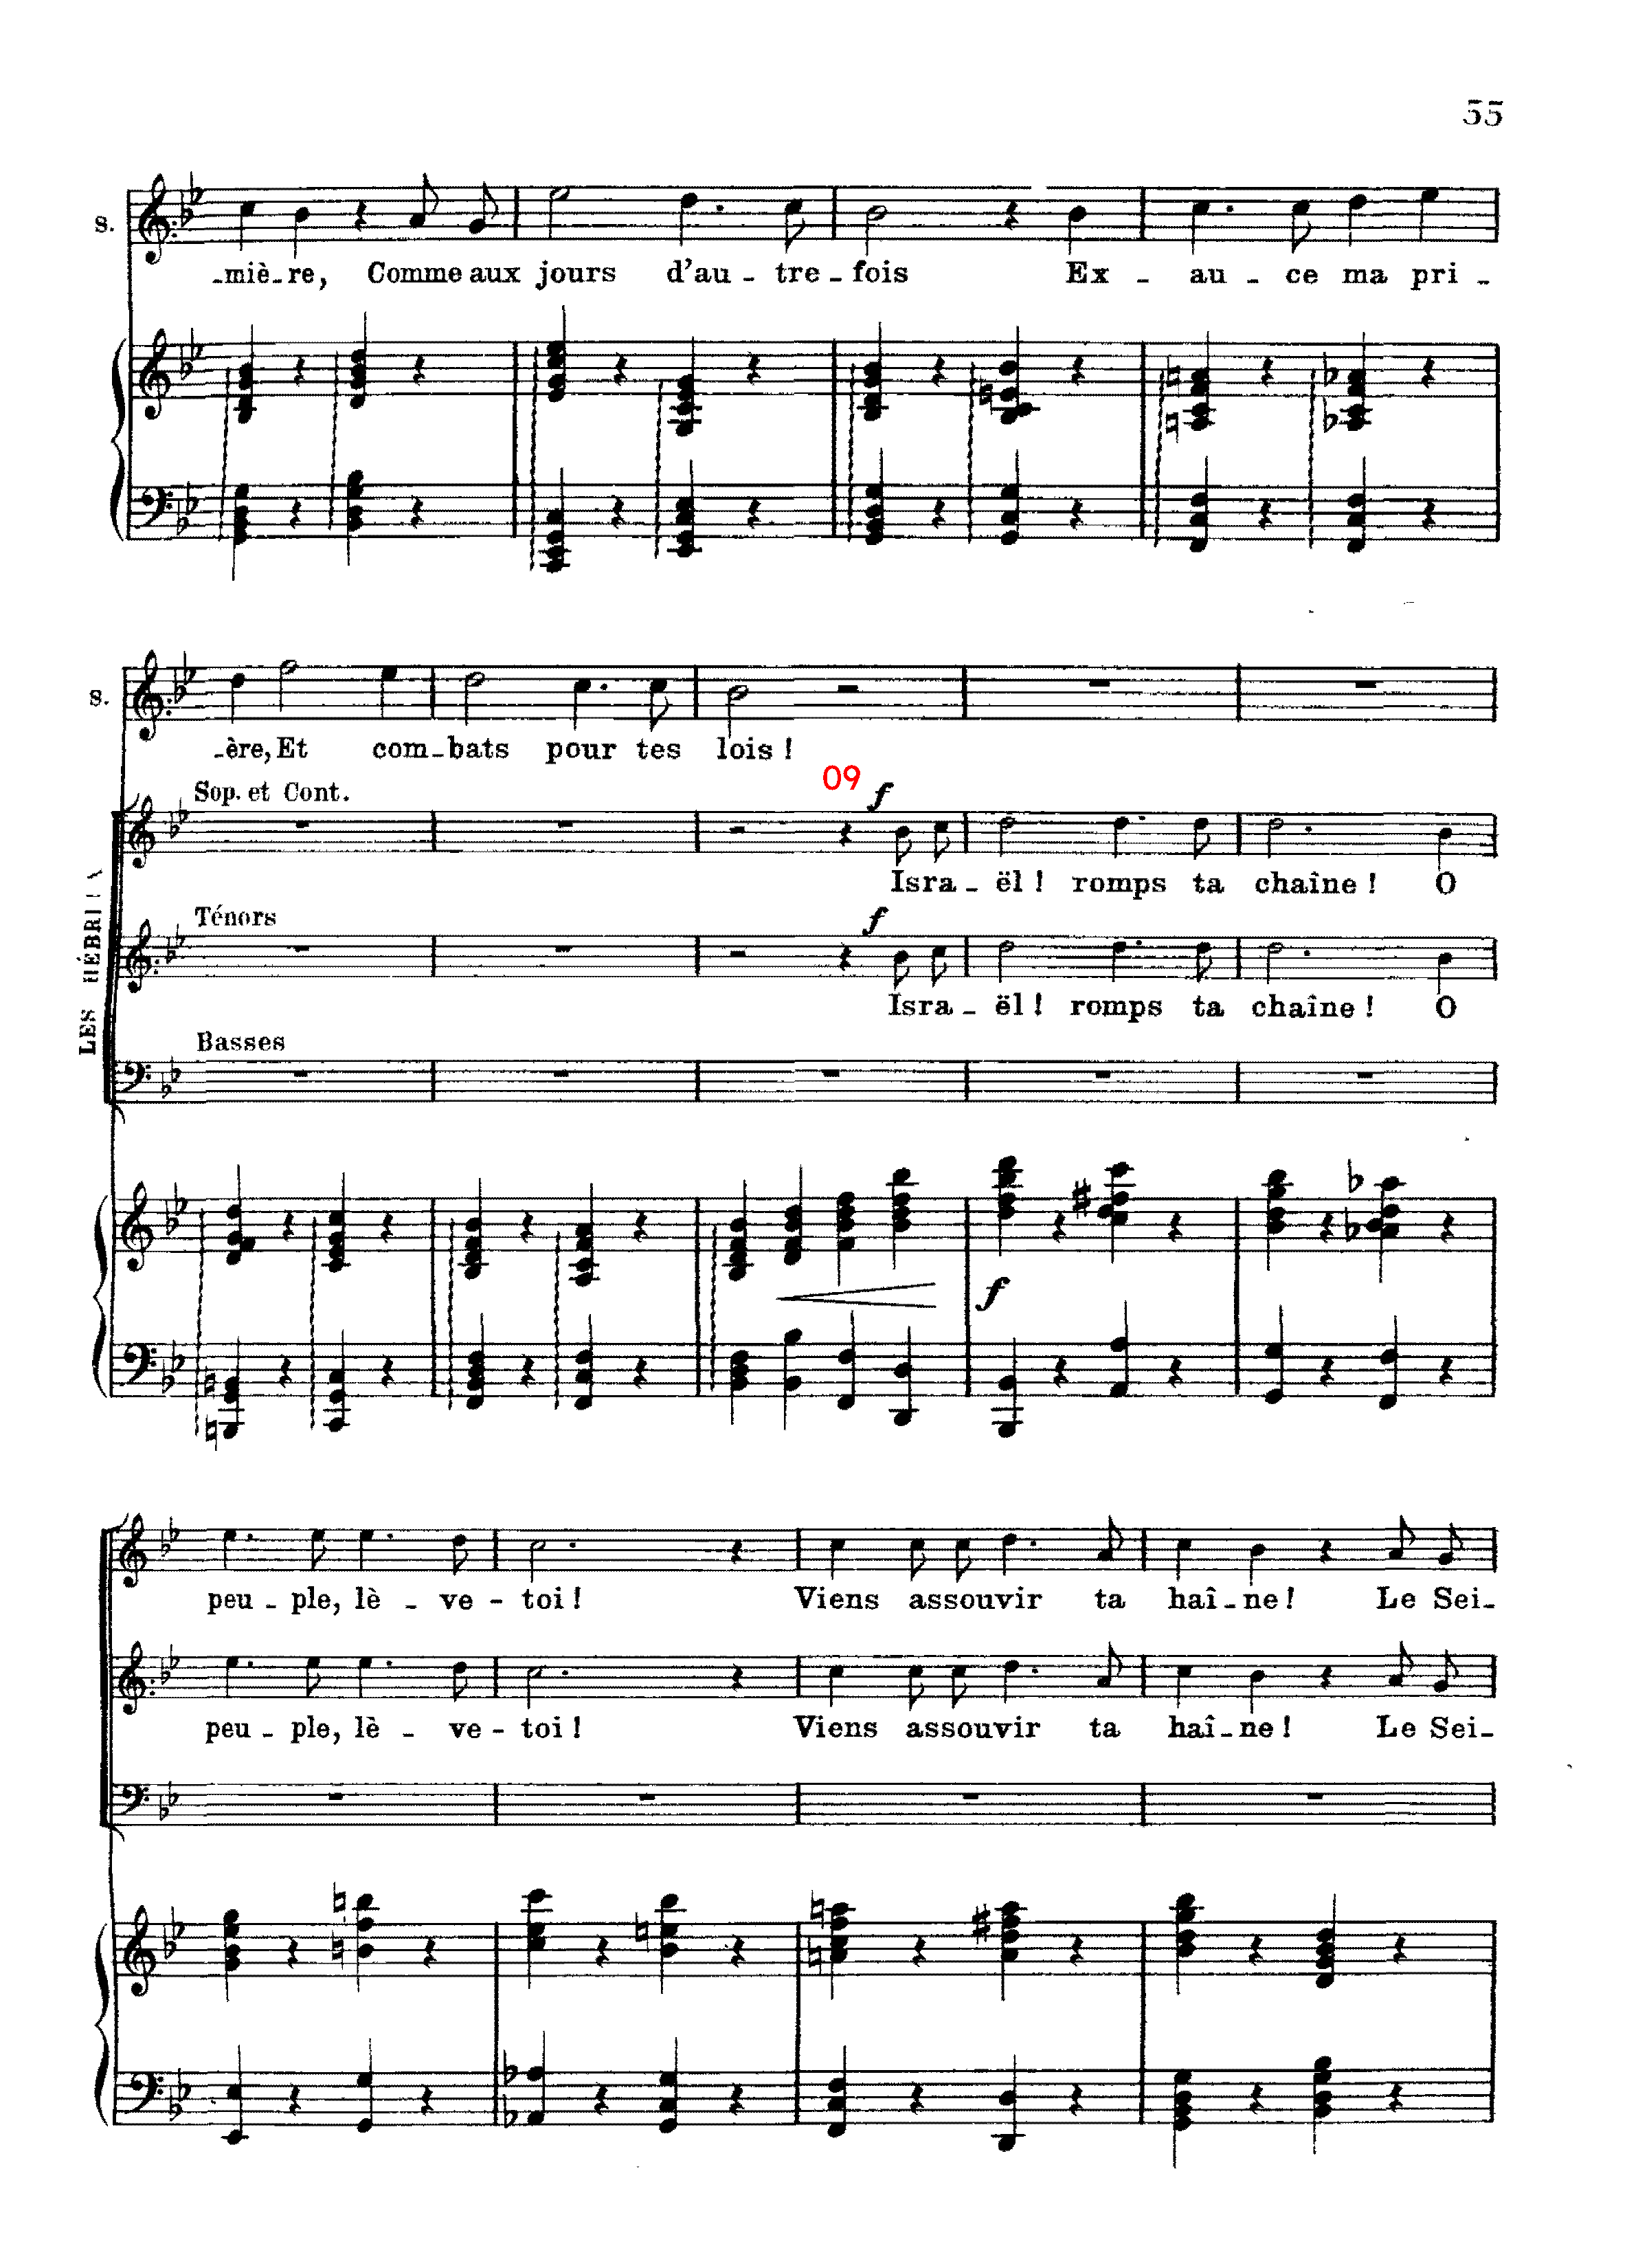 55
S.
-miè-re, Comme aux jours d'au-tre-fois Ex-au-ce ma pri-
S.
-ère, Et com-bats pour tes lois !
Sop. et Cont.
09
f
Isra-ël ! romps ta chaîne ! O
LES
Ténors
f
Isra-ël ! romps ta chaîne ! O
Basses
f
peu-ple, lè-ve-toi ! Viens assouvir ta haî-ne ! Le Sei-
peu-ple, lè-ve-toi ! Viens assouvir ta haî-ne ! Le Sei-